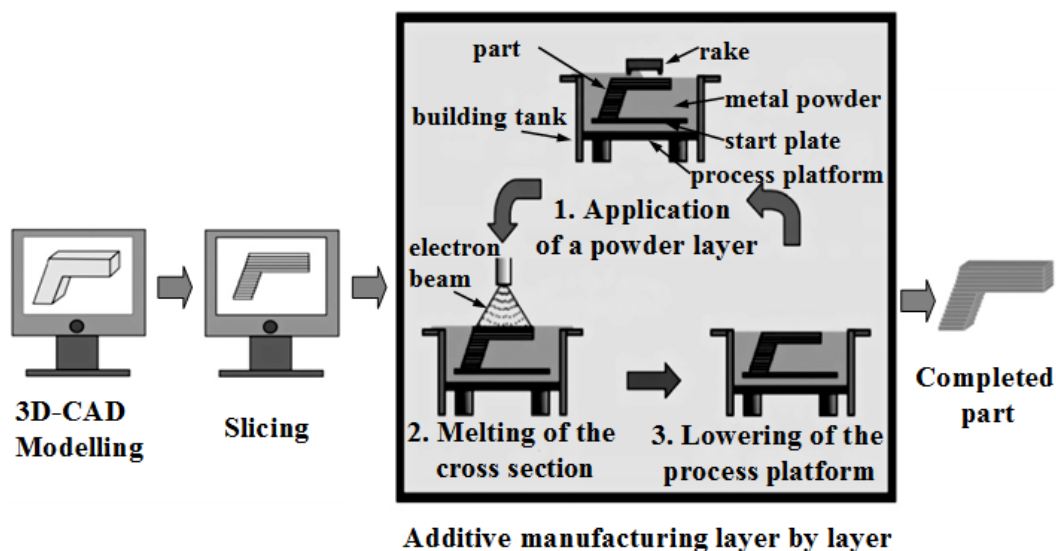 3D-CAD
Modelling
Slicing
part
rake
metal powder
building tank
start plate
process platform
1. Application
of a powder layer
electron
beam
2. Melting of the
cross section
3. Lowering of the
process platform
Completed
part
Additive manufacturing layer by layer